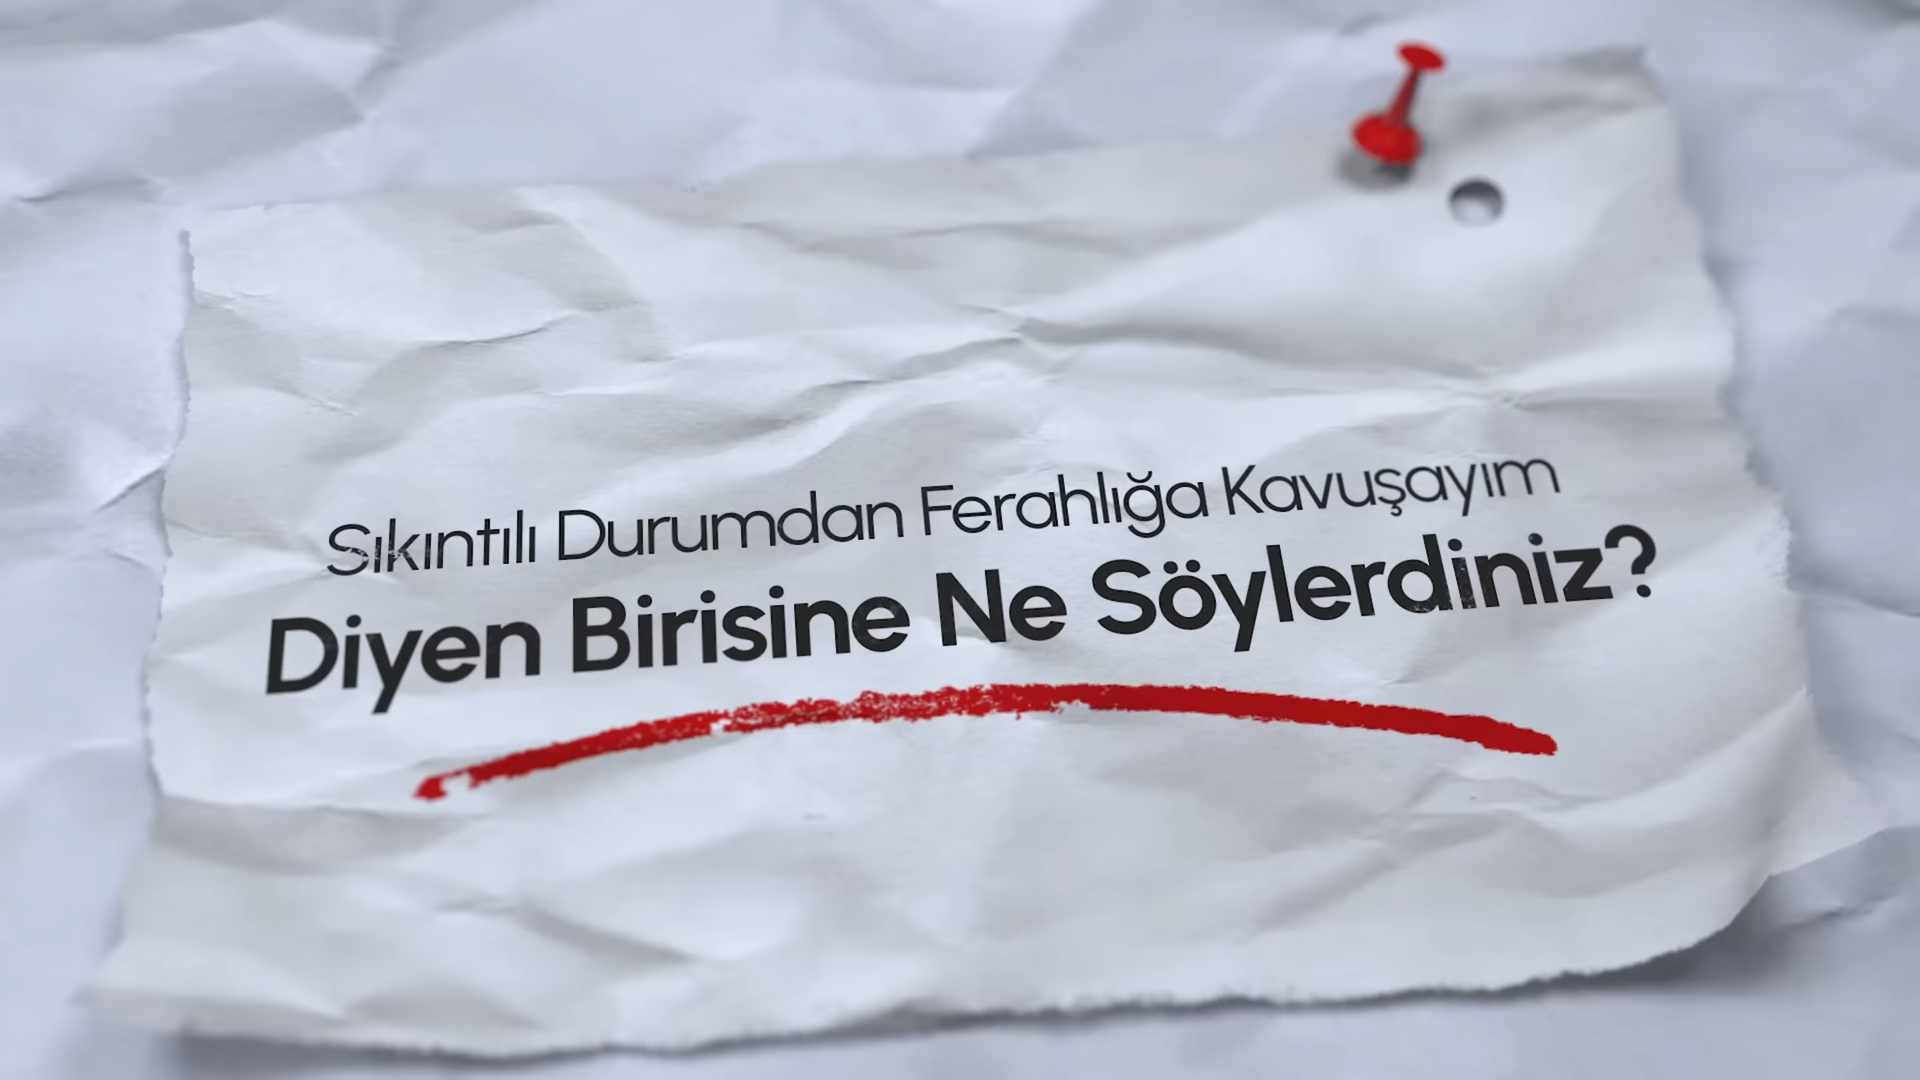 Sıkıntılı Durumdan Ferahlığa Kavuşayım
Diyen Birisine Ne Söylerdiniz?